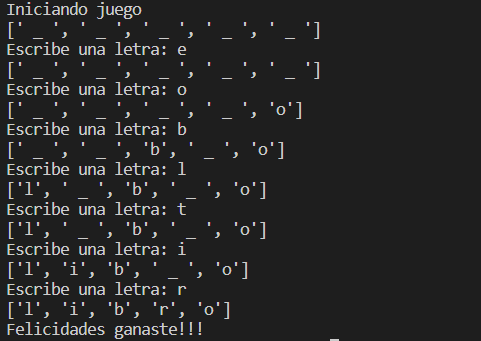 Iniciando juego
[' _ ', ' _ ', ' _ ', ' _ ', ' _ ']
Escribe una letra: e
[' _ ', ' _ ', ' _ ', ' _ ', ' _ ']
Escribe una letra: o
[' _ ', ' _ ', ' _ ', ' _ ', 'o']
Escribe una letra: b
[' _ ', ' _ ', 'b', ' _ ', 'o']
Escribe una letra: l
['l', ' _ ', 'b', ' _ ', 'o']
Escribe una letra: t
['l', ' _ ', 'b', ' _ ', 'o']
Escribe una letra: i
['l', 'i', 'b', ' _ ', 'o']
Escribe una letra: r
['l', 'i', 'b', 'r', 'o']
Felicidades ganaste!!!